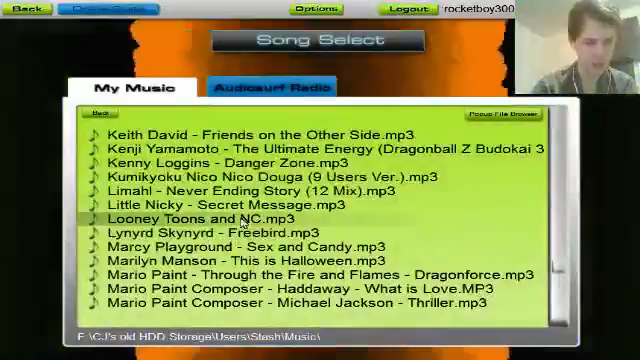 Back
Online Stats
Options
Logout
rocketboy300
Song Select
My Music
Audiosurf Radio
Back
Popup File Browser
Keith David - Friends on the Other Side.mp3
Kenji Yamamoto - The Ultimate Energy (Dragonball Z Budokai 3
Kenny Loggins - Danger Zone.mp3
Kumikyoku Nico Nico Douga (9 Users Ver.).mp3
Limahl - Never Ending Story (12 Mix).mp3
Little Nicky - Secret Message.mp3
Looney Toons and NC.mp3
Lynyrd Skynyrd - Freebird.mp3
Marcy Playground - Sex and Candy.mp3
Marilyn Manson - This is Halloween.mp3
Mario Paint - Through the Fire and Flames - Dragonforce.mp3
Mario Paint Composer - Haddaway - What is Love.MP3
Mario Paint Composer - Michael Jackson - Thriller.mp3
F:\CJ's old HDD Storage\Users\Stash\Music\